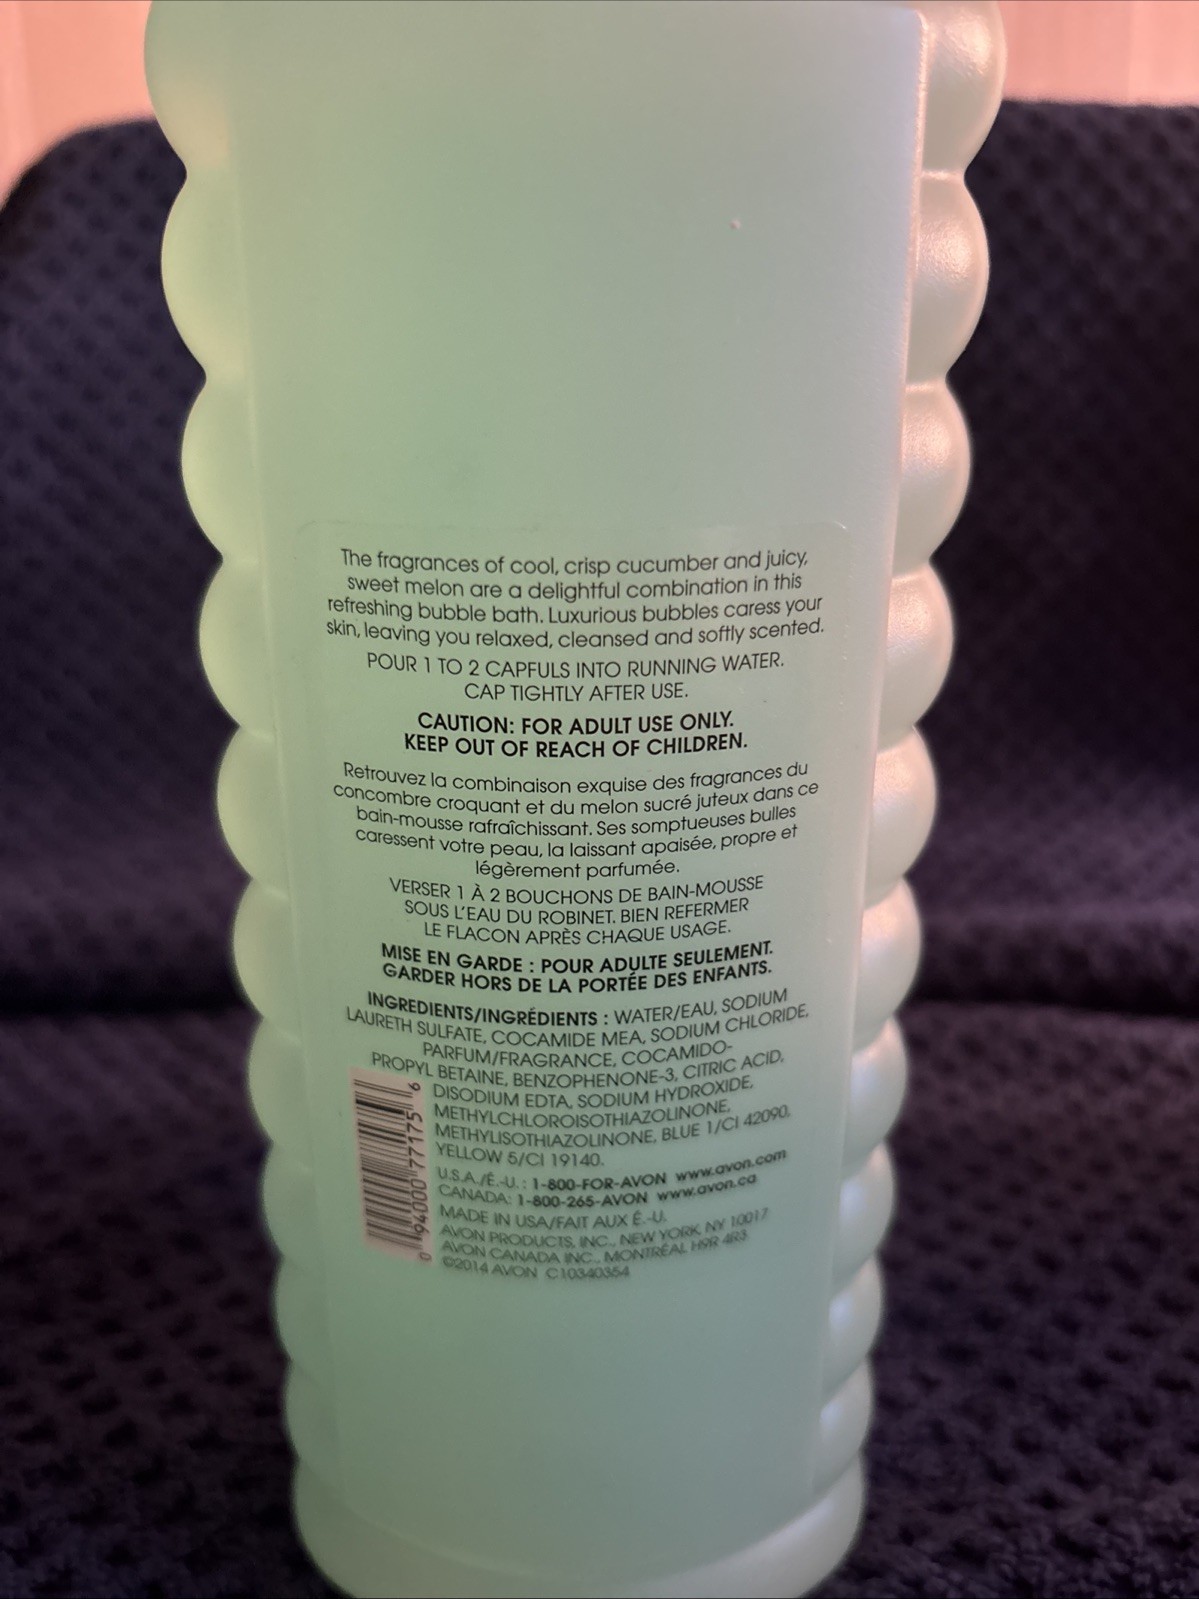 The fragrances of cool, crisp cucumber and juicy,
sweet melon are a delightful combination in this
refreshing bubble bath. Luxurious bubbles caress your
skin, leaving you relaxed, cleansed and softly scented.
POUR 1 TO 2 CAPFULS INTO RUNNING WATER.
CAP TIGHTLY AFTER USE.
CAUTION: FOR ADULT USE ONLY.
KEEP OUT OF REACH OF CHILDREN.
Retrouvez la combinaison exquise des fragrances du
concombre croquant et du melon sucré juteux dans ce
bain-mousse rafraîchissant. Ses somptueuses bulles
caressent votre peau, la laissant apaisée, propre et
légèrement parfumée.
VERSER 1 À 2 BOUCHONS DE BAIN-MOUSSE
SOUS L'EAU DU ROBINET. BIEN REFERMER
LE FLACON APRÈS CHAQUE USAGE.
MISE EN GARDE : POUR ADULTE SEULEMENT.
GARDER HORS DE LA PORTÉE DES ENFANTS.
INGREDIENTS/INGRÉDIENTS : WATER/EAU, SODIUM
LAURETH SULFATE, COCAMIDE MEA, SODIUM CHLORIDE,
PARFUM/FRAGRANCE, COCAMIDO-
PROPYL BETAINE, BENZOPHENONE-3, CITRIC ACID,
DISODIUM EDTA, SODIUM HYDROXIDE,
METHYLCHLOROISOTHIAZOLINONE,
METHYLISOTHIAZOLINONE, BLUE 1/CI 42090,
YELLOW 5/CI 19140.
U.S.A./É.-U. : 1-800-FOR-AVON www.avon.com
CANADA: 1-800-265-AVON www.avon.ca
MADE IN USA/FAIT AUX É.-U.
AVON PRODUCTS, INC., NEW YORK, NY 10017
AVON CANADA INC., MONTRÉAL H9R 4R3
©2014 AVON C10340354
0 94000 77175 6